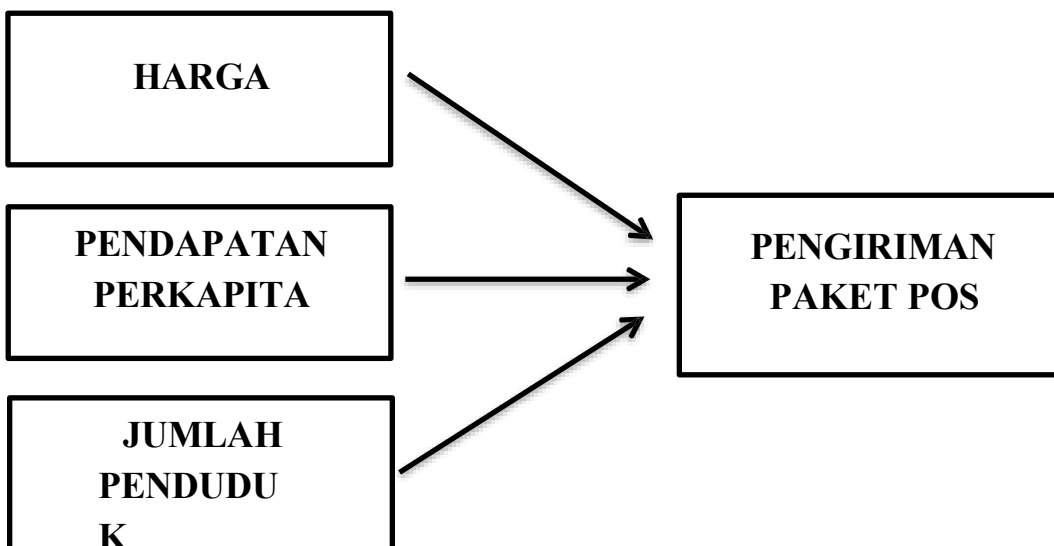 HARGA
PENDAPATAN
PERKAPITA
JUMLAH
PENDUDU
K
PENGIRIMAN
PAKET POS